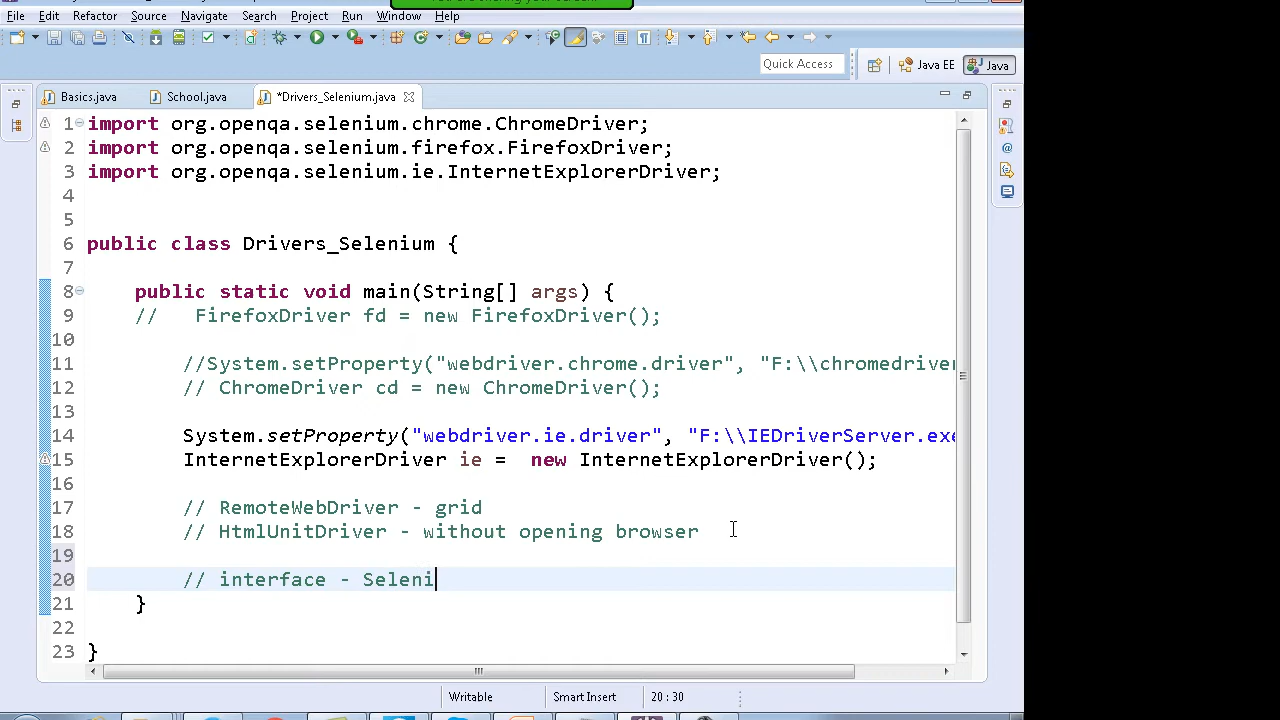 File Edit Refactor Source Navigate Search Project Run Window Help
Quick Access Java EE Java
Basics.java School.java *Drivers_Selenium.java
1 import org.openqa.selenium.chrome.ChromeDriver;
2 import org.openqa.selenium.firefox.FirefoxDriver;
3 import org.openqa.selenium.ie.InternetExplorerDriver;
4
5
6 public class Drivers_Selenium {
7
8 public static void main(String[] args) {
9 // FirefoxDriver fd = new FirefoxDriver();
10
11 //System.setProperty("webdriver.chrome.driver", "F:\\chromedriver
12 // ChromeDriver cd = new ChromeDriver();
13
14 System.setProperty("webdriver.ie.driver", "F:\\IEDriverServer.exe
15 InternetExplorerDriver ie = new InternetExplorerDriver();
16
17 // RemoteWebDriver - grid
18 // HtmlUnitDriver - without opening browser
19
20 // interface - Seleni
21 }
22
23 }
Writable Smart Insert 20 : 30